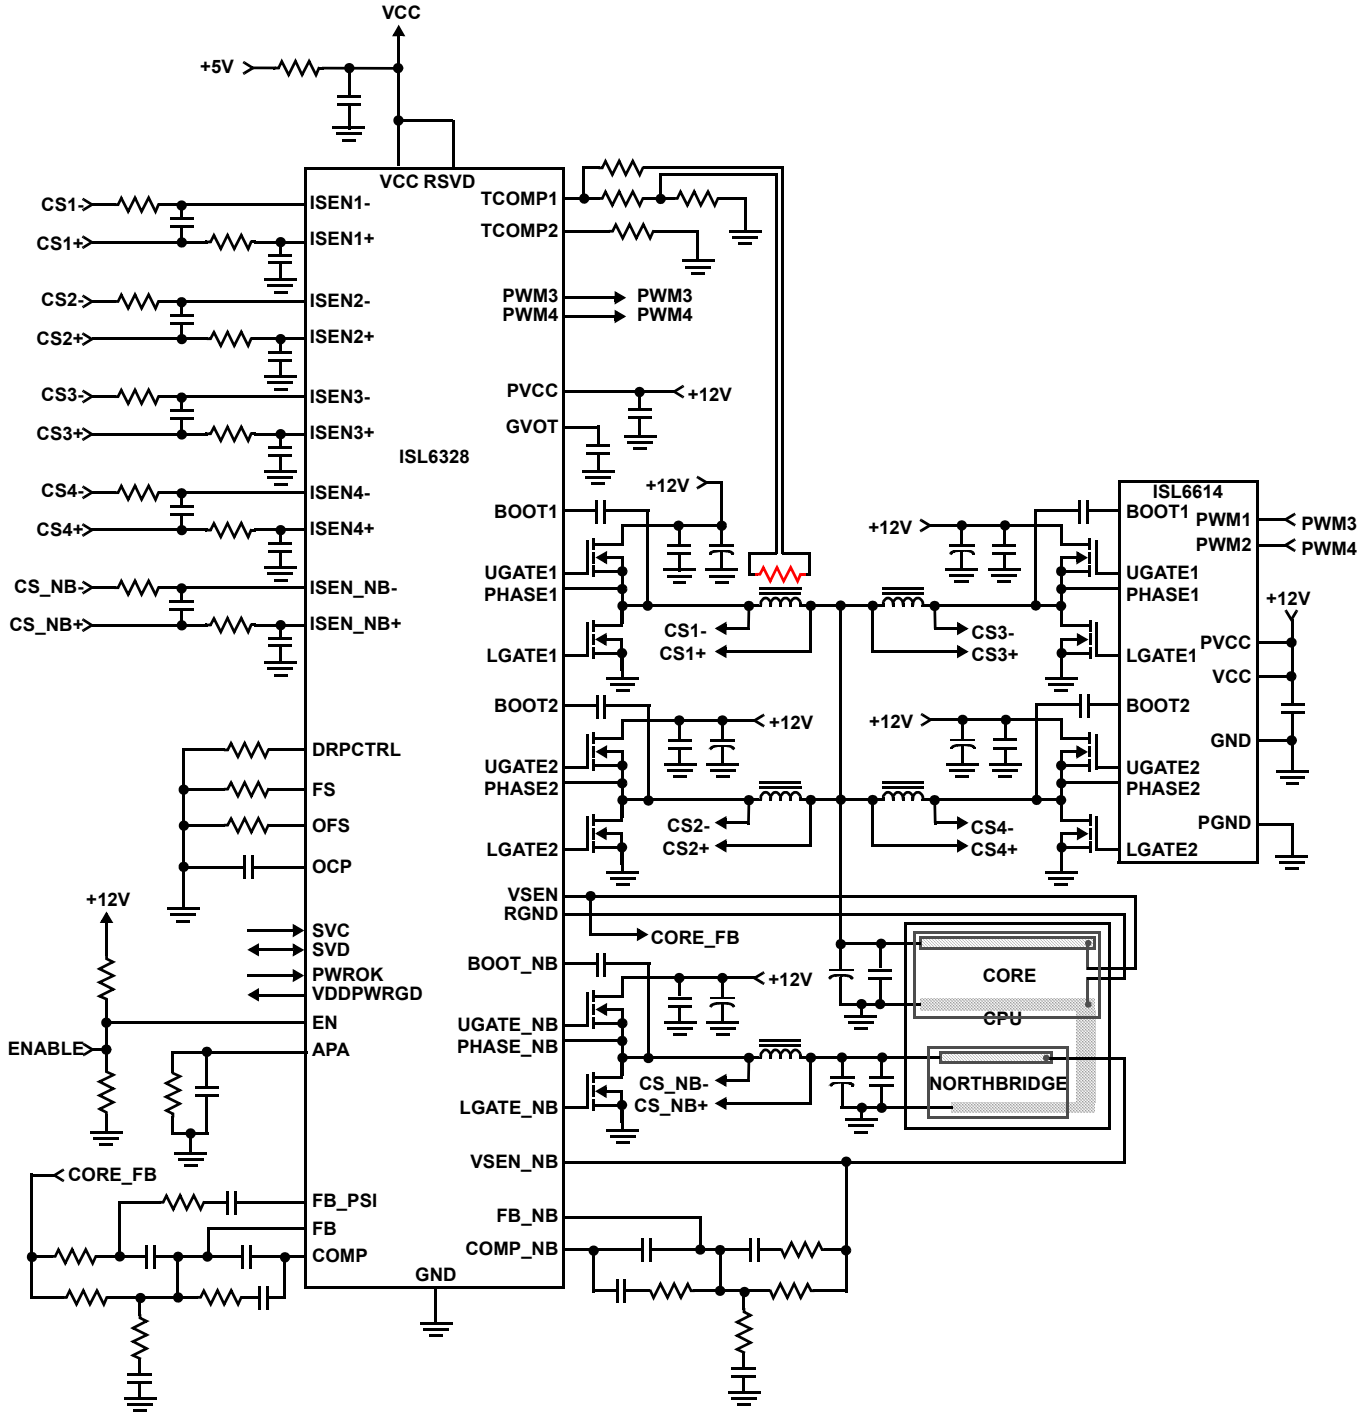 VCC
+5V
VCC RSVD
CS1-
ISEN1-
TCOMP1
CS1+
ISEN1+
TCOMP2
CS2-
ISEN2-
PWM3
PWM3
PWM4
PWM4
CS2+
ISEN2+
CS3-
ISEN3-
PVCC
+12V
CS3+
ISEN3+
GVOT
ISL6328
CS4-
ISEN4-
CS4+
ISEN4+
CS_NB-
ISEN_NB-
CS_NB+
ISEN_NB+
+12V
BOOT1
UGATE1
PHASE1
LGATE1
CS1-
CS1+
CS3-
CS3+
+12V
ISL6614
BOOT1
PWM1
PWM3
PWM2
PWM4
UGATE1
PHASE1
+12V
LGATE1
PVCC
VCC
BOOT2
BOOT2
+12V
+12V
GND
UGATE2
PHASE2
UGATE2
PHASE2
CS2-
CS2+
CS4-
CS4+
PGND
LGATE2
LGATE2
DRPCTRL
FS
OFS
OCP
+12V
VSEN
RGND
CORE_FB
SVC
SVD
PWROK
VDDPWRGD
BOOT_NB
+12V
CORE
CPU
EN
UGATE_NB
PHASE_NB
ENABLE
APA
CS_NB-
CS_NB+
NORTHBRIDGE
LGATE_NB
VSEN_NB
CORE_FB
FB_PSI
FB
COMP
FB_NB
COMP_NB
GND